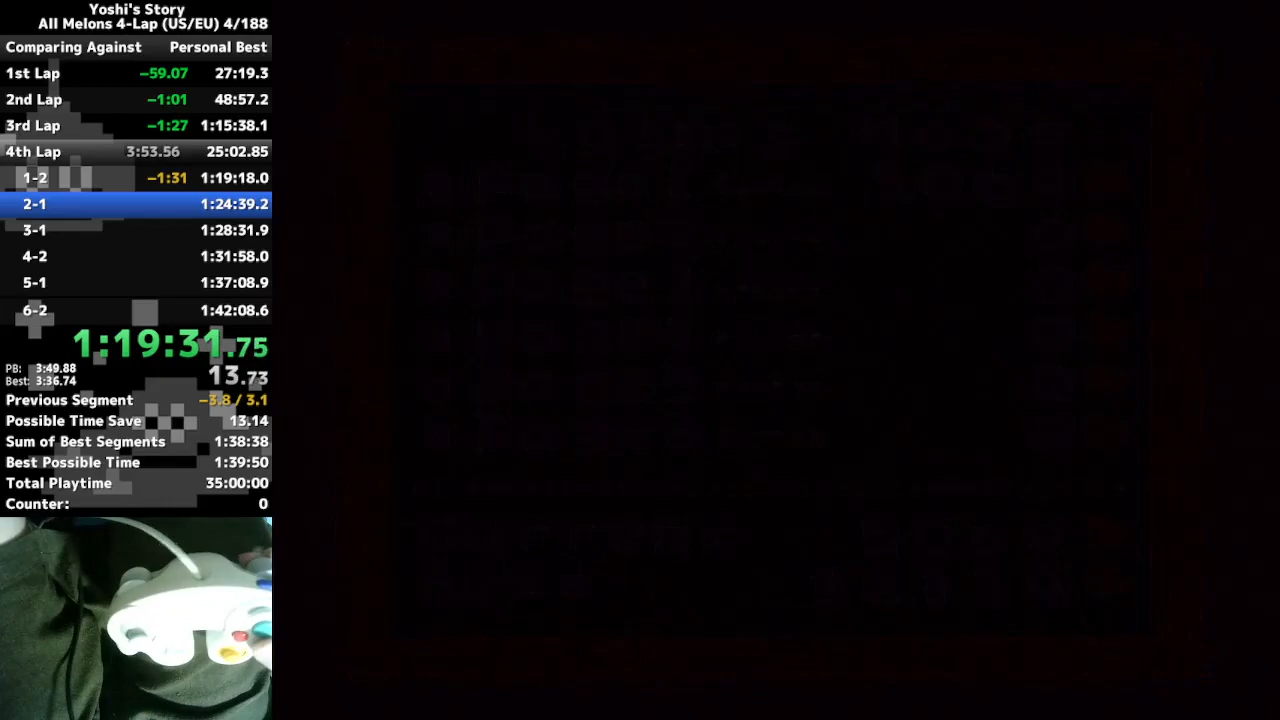 Yoshi's Story
All Melons 4-Lap (US/EU) 4/188
Comparing Against Personal Best
1st Lap −59.07 27:19.3
2nd Lap −1:01 48:57.2
3rd Lap −1:27 1:15:38.1
4th Lap 3:53.56 25:02.85
1-2 −1:31 1:19:18.0
2-1 1:24:39.2
3-1 1:28:31.9
4-2 1:31:58.0
5-1 1:37:08.9
6-2 1:42:08.6
1:19:31.75
PB: 3:49.88
Best: 3:36.74
13.73
Previous Segment −3.8 / 3.1
Possible Time Save 13.14
Sum of Best Segments 1:38:38
Best Possible Time 1:39:50
Total Playtime 35:00:00
Counter: 0